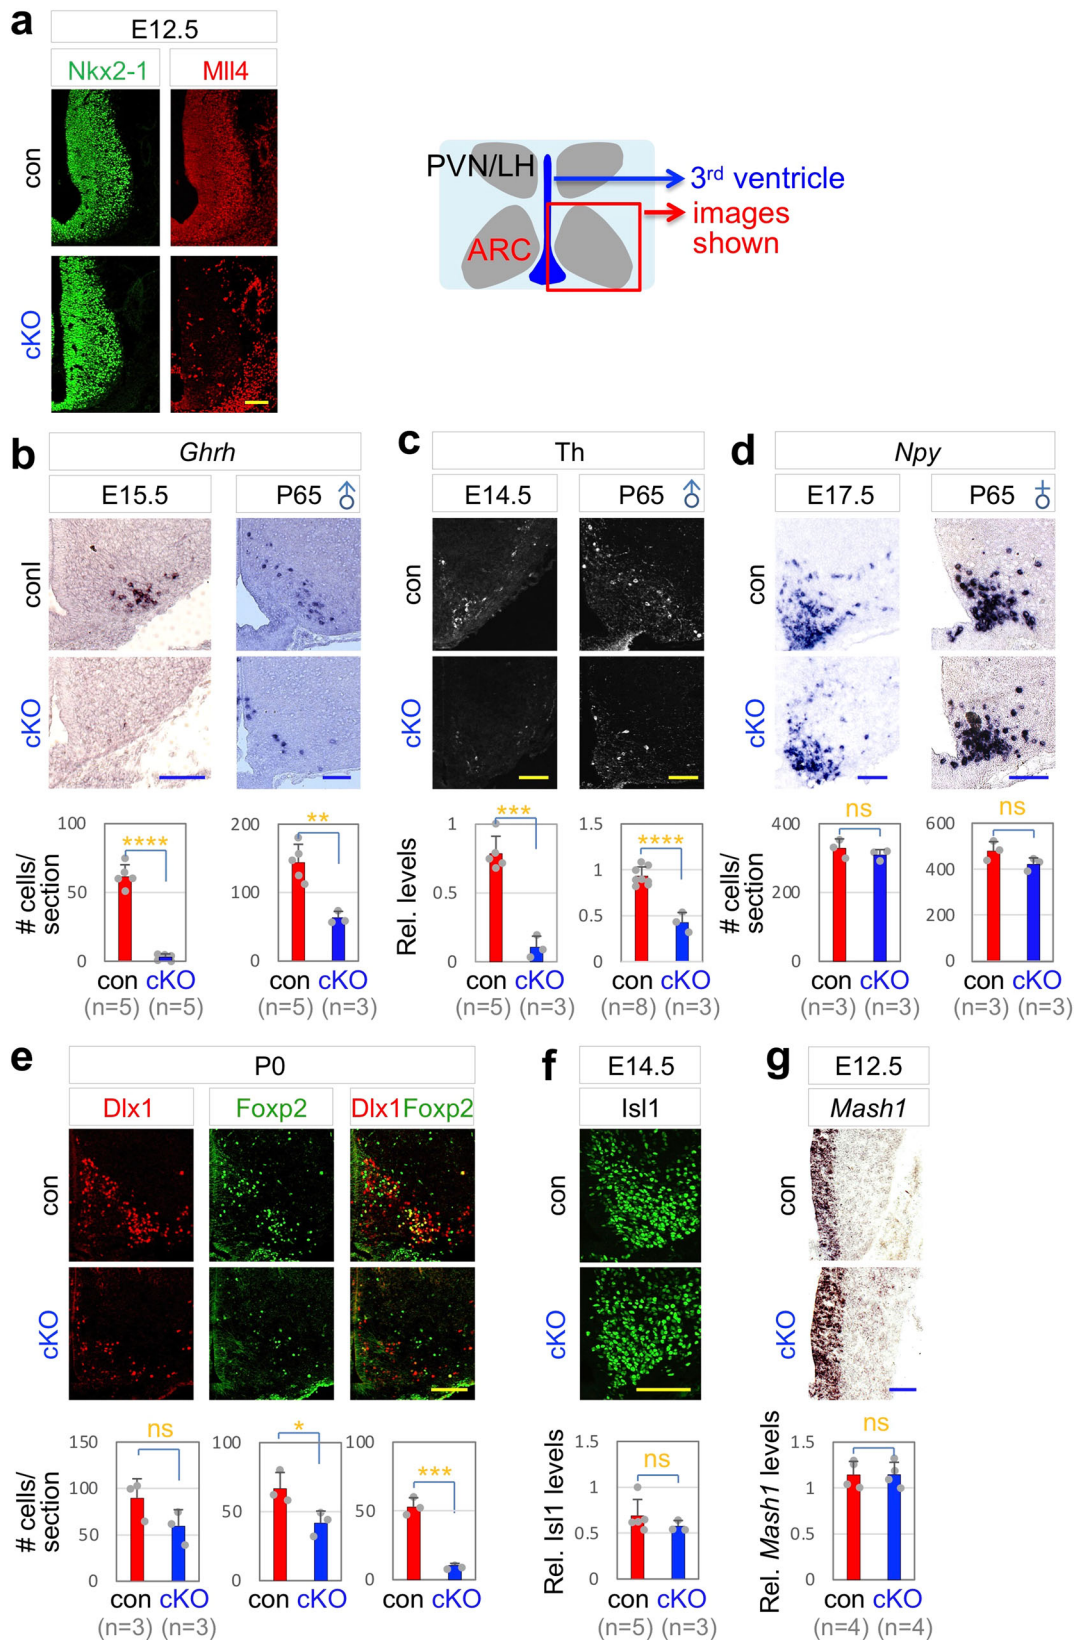 a
E12.5
Nkx2-1
Mll4
con
cKO
PVN/LH
ARC
3rd ventricle
images
shown
b
Ghrh
E15.5
P65 ♂
conl
cKO
# cells/
section
100
50
0
****
con cKO
(n=5) (n=5)
200
100
0
**
con cKO
(n=5) (n=3)
c
Th
E14.5
P65 ♂
con
cKO
Rel. levels
1
0.5
0
***
con cKO
(n=5) (n=3)
1.5
1
0.5
0
****
con cKO
(n=8) (n=3)
d
Npy
E17.5
P65 ♀
con
cKO
# cells/
section
400
200
0
ns
con cKO
(n=3) (n=3)
600
400
200
0
ns
con cKO
(n=3) (n=3)
e
P0
Dlx1
Foxp2
Dlx1Foxp2
con
cKO
# cells/
section
150
100
50
0
ns
con cKO
(n=3) (n=3)
100
50
0
*
con cKO
100
50
0
***
con cKO
f
E14.5
Isl1
con
cKO
Rel. Isl1 levels
1.5
1
0.5
0
ns
con cKO
(n=5) (n=3)
g
E12.5
Mash1
con
cKO
Rel. Mash1 levels
1.5
1
0.5
0
ns
con cKO
(n=4) (n=4)